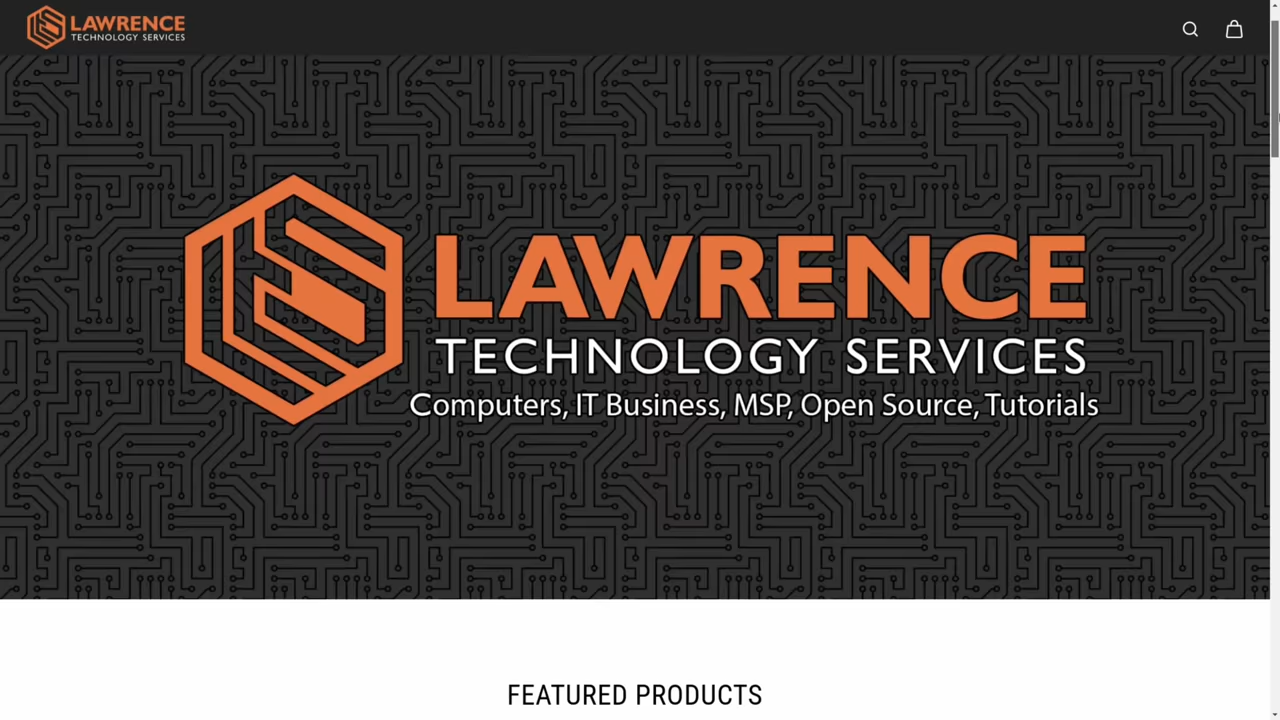 LAWRENCE
TECHNOLOGY SERVICES
LAWRENCE
TECHNOLOGY SERVICES
Computers, IT Business, MSP, Open Source, Tutorials
FEATURED PRODUCTS